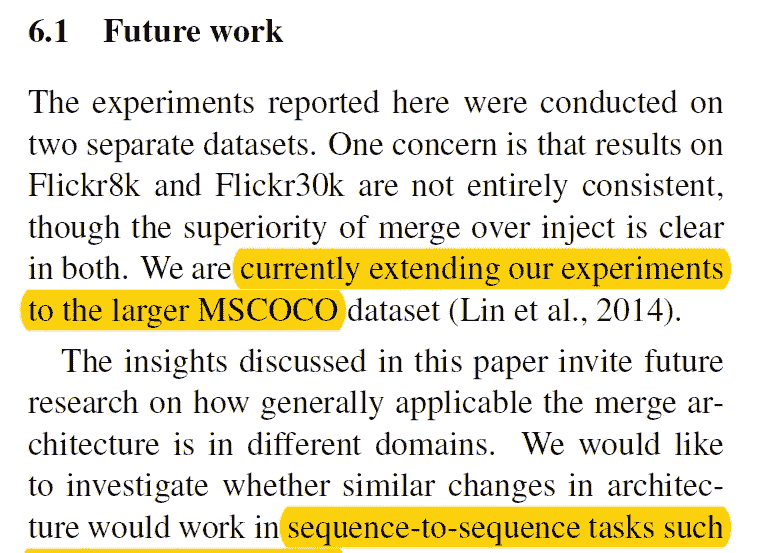 6.1 Future work
The experiments reported here were conducted on
two separate datasets. One concern is that results on
Flickr8k and Flickr30k are not entirely consistent,
though the superiority of merge over inject is clear
in both. We are currently extending our experiments
to the larger MSCOCO dataset (Lin et al., 2014).
The insights discussed in this paper invite future
research on how generally applicable the merge ar-
chitecture is in different domains. We would like
to investigate whether similar changes in architec-
ture would work in sequence-to-sequence tasks such